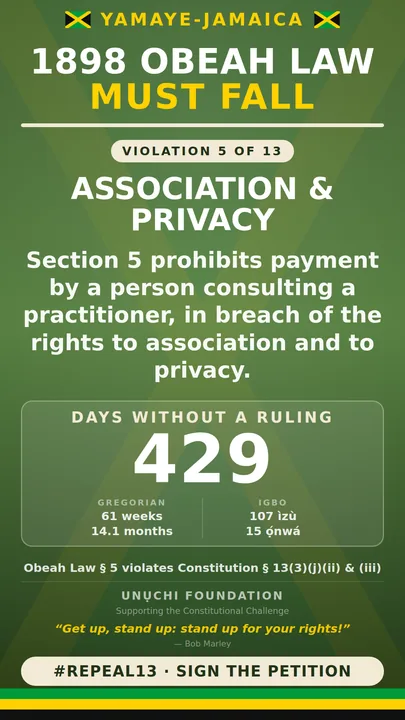 YAMAYE-JAMAICA
1898 OBEAH LAW
MUST FALL
VIOLATION 5 OF 13
ASSOCIATION &
PRIVACY
Section 5 prohibits payment
by a person consulting a
practitioner, in breach of the
rights to association and to
privacy.
DAYS WITHOUT A RULING
429
GREGORIAN
61 weeks
14.1 months
IGBO
107 ìzù
15 ọ́nwá
Obeah Law § 5 violates Constitution § 13(3)(j)(ii) & (iii)
UNỤCHI FOUNDATION
Supporting the Constitutional Challenge
“Get up, stand up: stand up for your rights!”
— Bob Marley
#REPEAL13 · SIGN THE PETITION